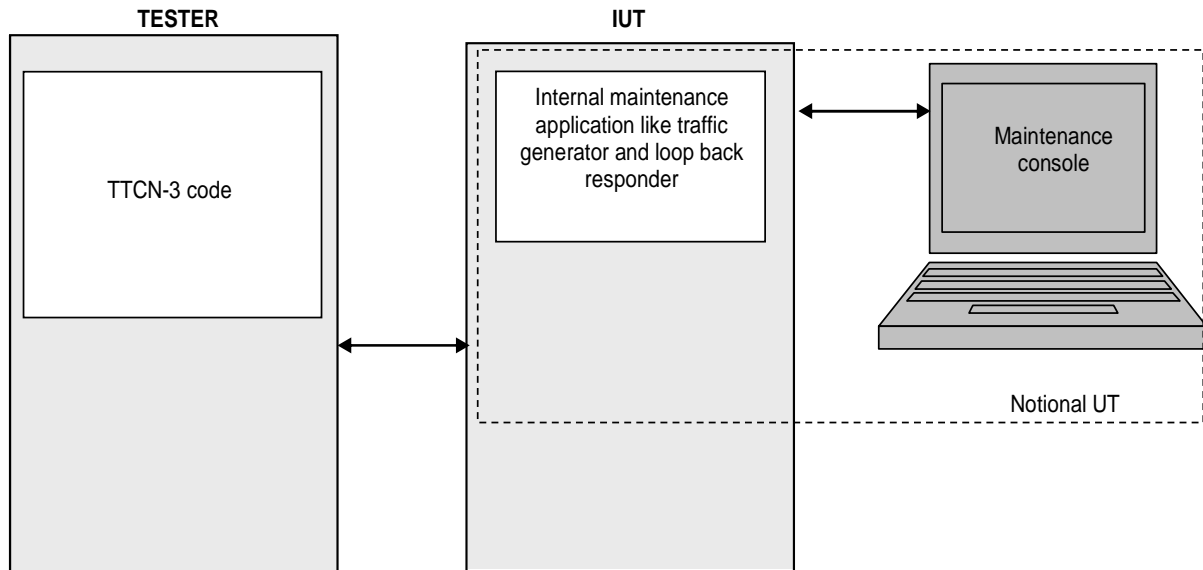 TESTER
IUT
TTCN-3 code
Internal maintenance
application like traffic
generator and loop back
responder
Maintenance
console
Notional UT